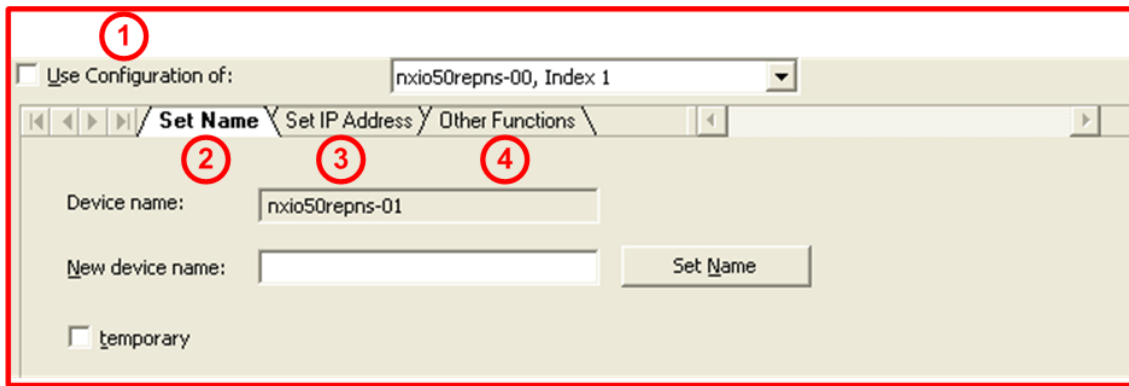 1
Use Configuration of: nxio50repns-00, Index 1
Set Name Set IP Address Other Functions
2 3 4
Device name: nxio50repns-01
New device name: Set Name
temporary